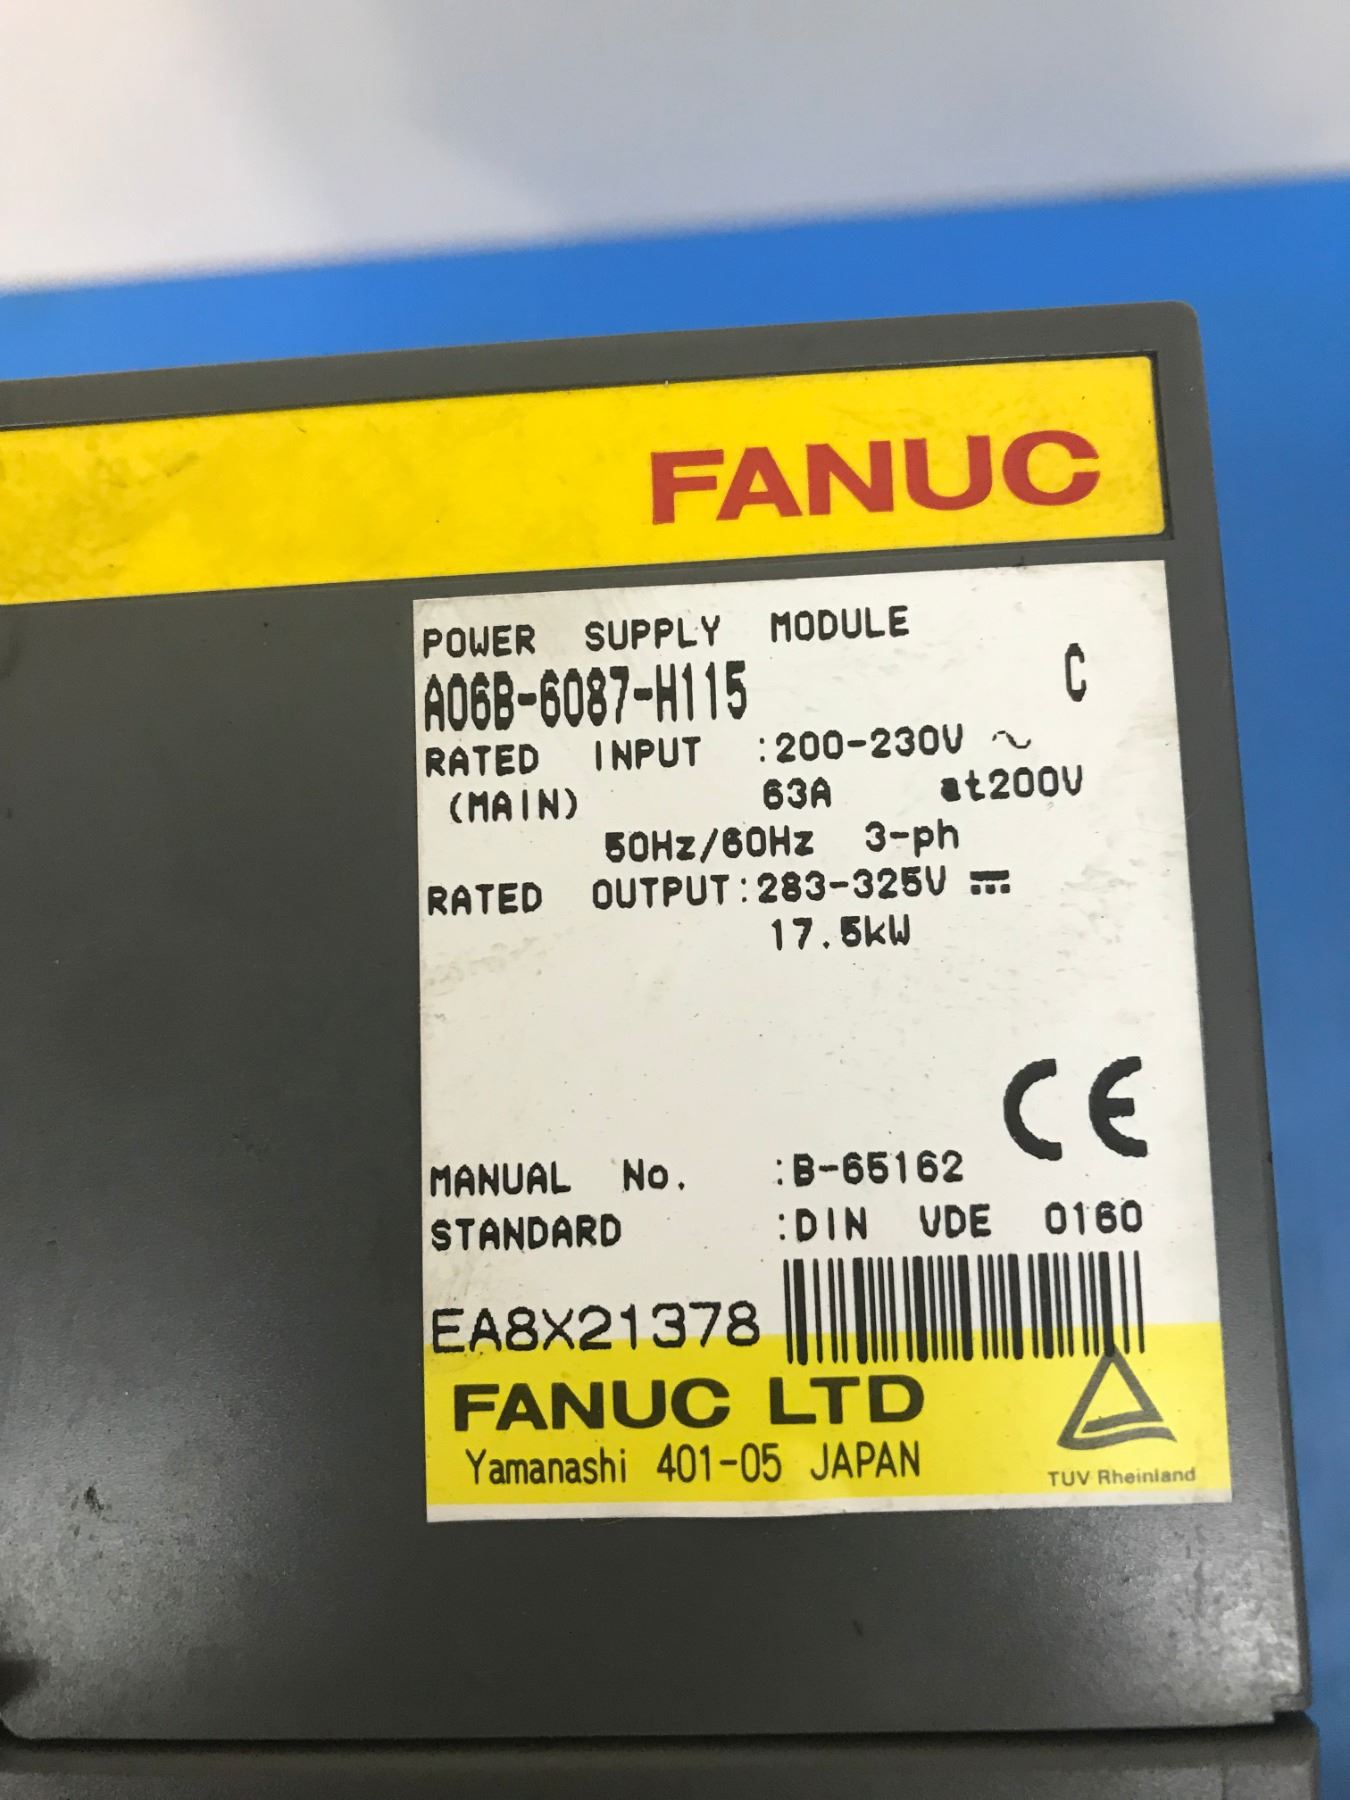 FANUC
POWER SUPPLY MODULE
A06B-6087-H115 C
RATED INPUT :200-230V ~
(MAIN) 63A at200V
50Hz/60Hz 3-ph
RATED OUTPUT:283-325V ⎓
17.5kW
CE
MANUAL No. :B-65162
STANDARD :DIN VDE 0160
EA8X21378
FANUC LTD
Yamanashi 401-05 JAPAN
TUV Rheinland